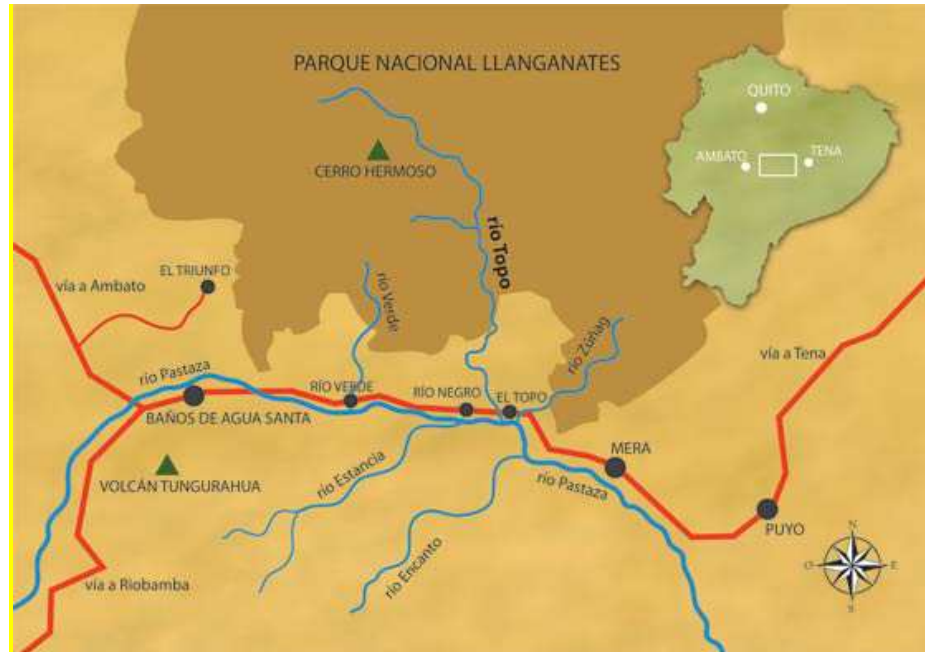 PARQUE NACIONAL LLANGANATES
QUITO
AMBATO
TENA
CERRO HERMOSO
río Topo
EL TRIUNFO
vía a Ambato
río Verde
río Zúñag
vía a Tena
río Pastaza
RÍO VERDE
RÍO NEGRO
EL TOPO
BAÑOS DE AGUA SANTA
MERA
VOLCÁN TUNGURAHUA
río Estancia
río Pastaza
PUYO
río Encanto
vía a Riobamba
N
O
E
S